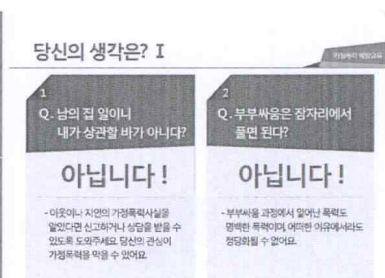 당신의 생각은? I
가정폭력 예방교육
1
Q. 남의 집 일이니
내가 상관할 바가 아니다?
아닙니다!
- 이웃이나 지인의 가정폭력사실을
알았다면 신고하거나 상담을 받을 수
있도록 도와주세요. 당신의 관심이
가정폭력을 막을 수 있어요.
2
Q. 부부싸움은 잠자리에서
풀면 된다?
아닙니다!
- 부부싸움 과정에서 일어난 폭력도
명백한 폭력이며, 어떠한 이유에서라도
정당화될 수 없어요.